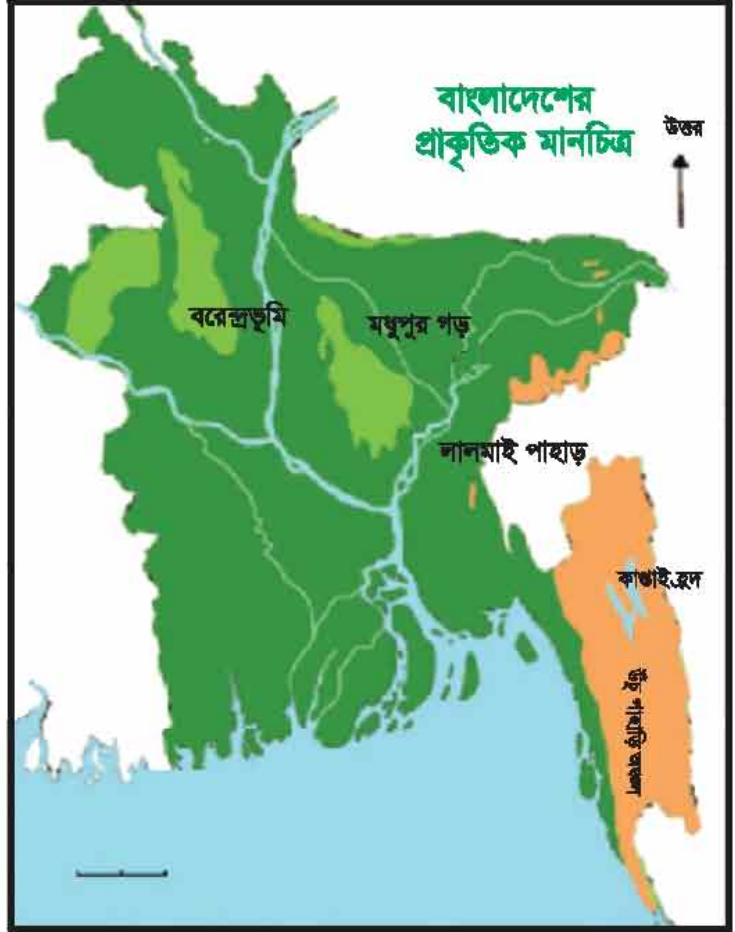 বাংলাদেশের
প্রাকৃতিক মানচিত্র
উত্তর
বরেন্দ্রভূমি
মধুপুর গড়
লালমাই পাহাড়
কাপ্তাই হ্রদ
উঁচু পাহাড়ি অঞ্চল